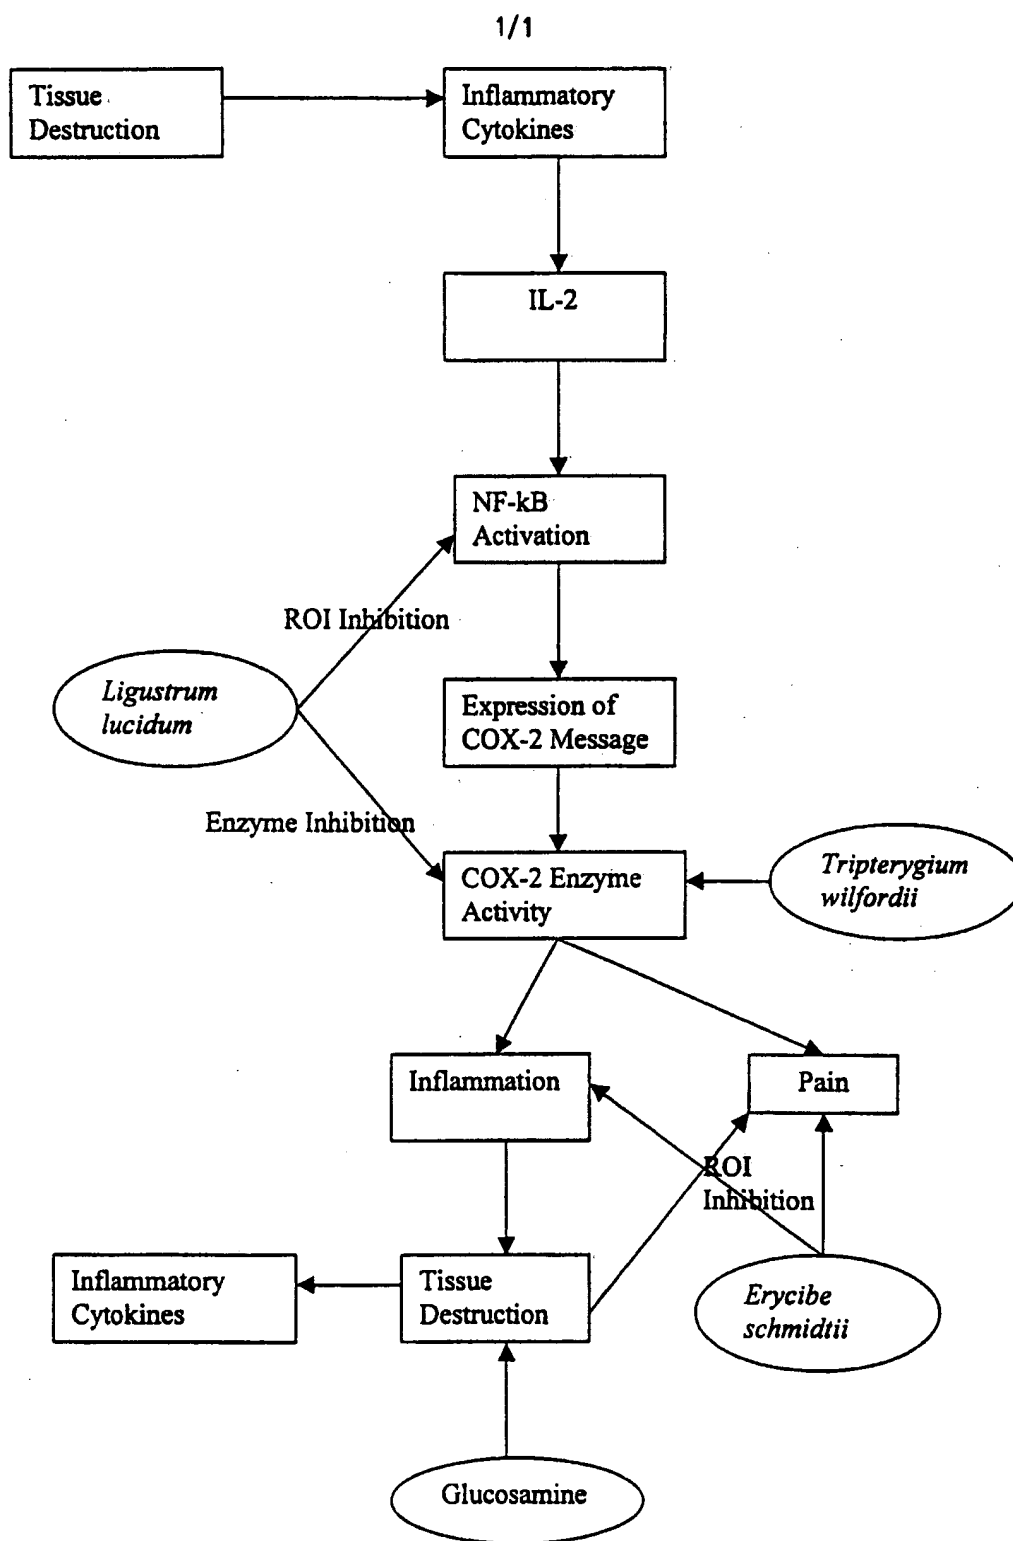 1/1
Tissue
Destruction
Inflammatory
Cytokines
IL-2
NF-kB
Activation
ROI Inhibition
Ligustrum
lucidum
Expression of
COX-2 Message
Enzyme Inhibition
COX-2 Enzyme
Activity
Tripterygium
wilfordii
Inflammation
Pain
ROI
Inhibition
Inflammatory
Cytokines
Tissue
Destruction
Erycibe
schmidtii
Glucosamine